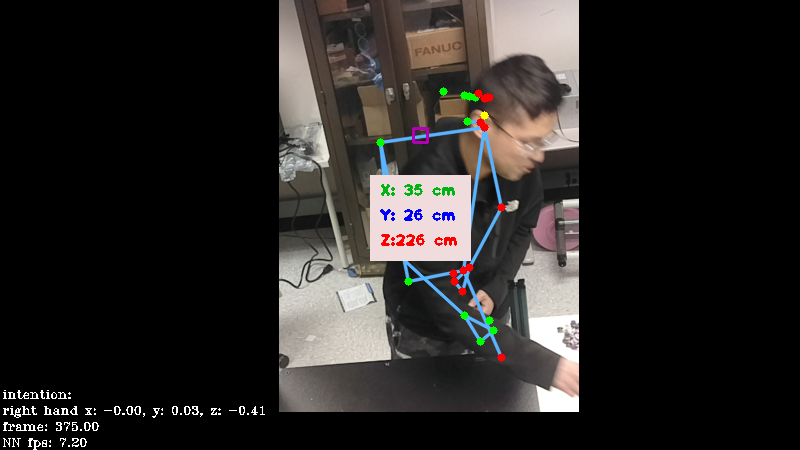 FANUC
X: 35 cm
Y: 26 cm
Z:226 cm
intention:
right hand x: -0.00, y: 0.03, z: -0.41
frame: 375.00
NN fps: 7.20